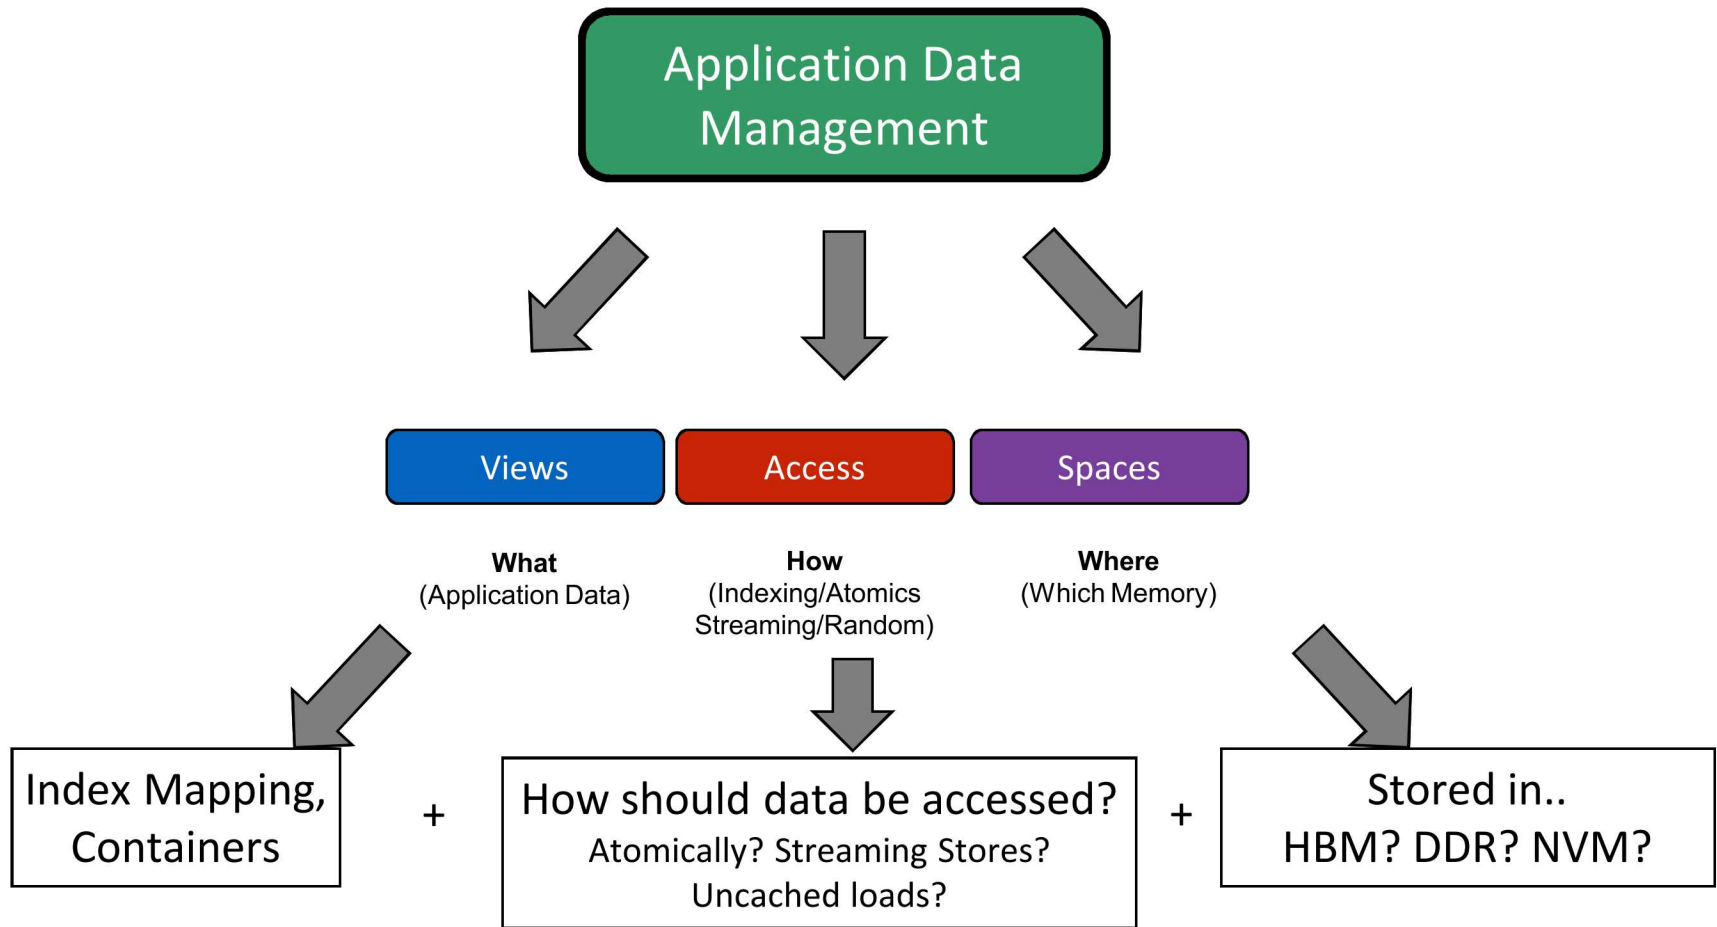 Application Data
Management
Views
Access
Spaces
What
(Application Data)
How
(Indexing/Atomics
Streaming/Random)
Where
(Which Memory)
Index Mapping,
Containers
+
How should data be accessed?
Atomically? Streaming Stores?
Uncached loads?
+
Stored in..
HBM? DDR? NVM?